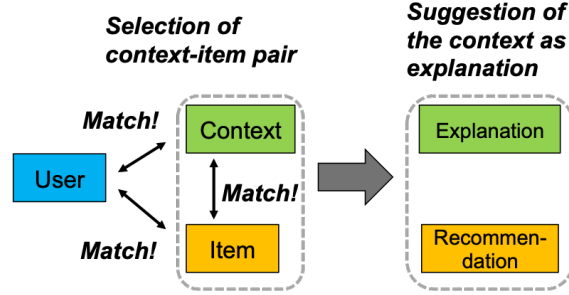 Selection of
context-item pair
Suggestion of
the context as
explanation
Match!
Context
Explanation
User
Match!
Match!
Item
Recommen-
dation